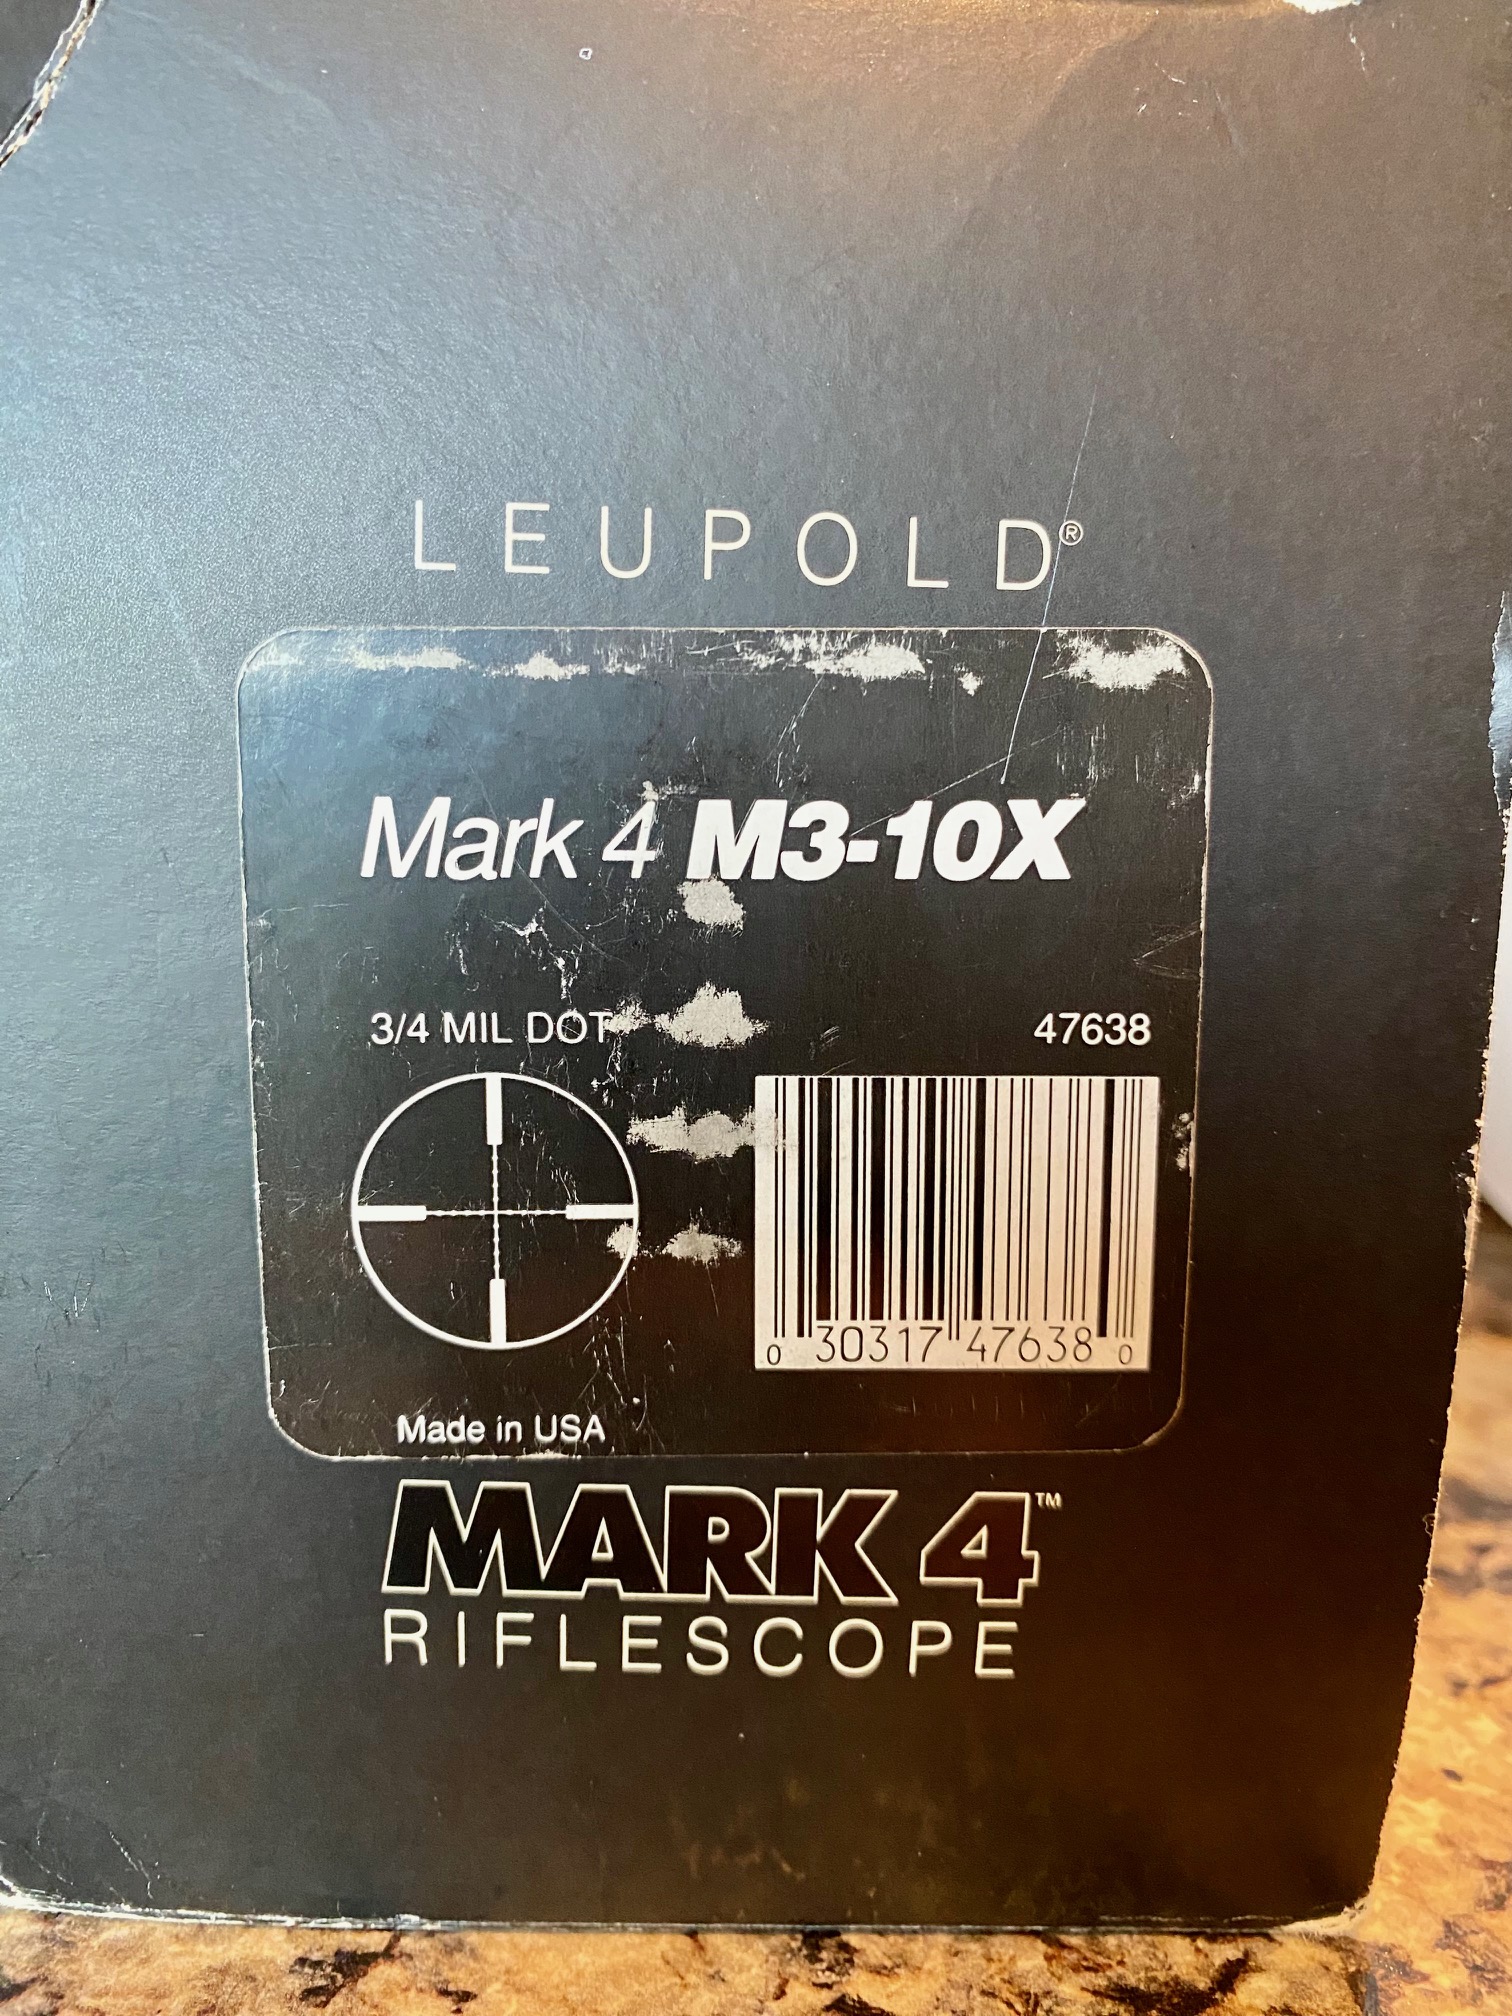 LEUPOLD®
Mark 4 M3-10X
3/4 MIL DOT
47638
0 30317 47638 0
Made in USA
MARK 4™
RIFLESCOPE